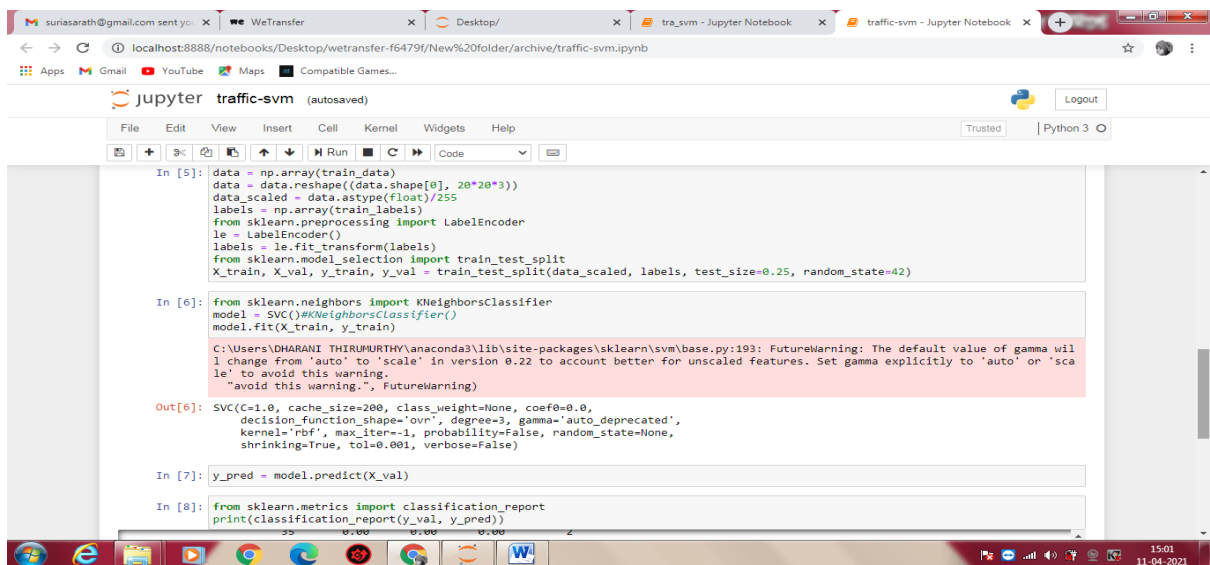 suriasarath@gmail.com sent yo
WeTransfer
Desktop/
tra_svm - Jupyter Notebook
traffic-svm - Jupyter Notebook
localhost:8888/notebooks/Desktop/wetransfer-f6479f/New%20folder/archive/traffic-svm.ipynb
Apps Gmail YouTube Maps Compatible Games...
jupyter traffic-svm (autosaved)
Logout
File Edit View Insert Cell Kernel Widgets Help
Trusted Python 3
Run Code
In [5]: data = np.array(train_data)
data = data.reshape((data.shape[0], 20*20*3))
data_scaled = data.astype(float)/255
labels = np.array(train_labels)
from sklearn.preprocessing import LabelEncoder
le = LabelEncoder()
labels = le.fit_transform(labels)
from sklearn.model_selection import train_test_split
X_train, X_val, y_train, y_val = train_test_split(data_scaled, labels, test_size=0.25, random_state=42)
In [6]: from sklearn.neighbors import KNeighborsClassifier
model = SVC()#KNeighborsClassifier()
model.fit(X_train, y_train)
C:\Users\DHARANI THIRUMURTHY\anaconda3\lib\site-packages\sklearn\svm\base.py:193: FutureWarning: The default value of gamma wil
l change from 'auto' to 'scale' in version 0.22 to account better for unscaled features. Set gamma explicitly to 'auto' or 'sca
le' to avoid this warning.
"avoid this warning.", FutureWarning)
Out[6]: SVC(C=1.0, cache_size=200, class_weight=None, coef0=0.0,
decision_function_shape='ovr', degree=3, gamma='auto_deprecated',
kernel='rbf', max_iter=-1, probability=False, random_state=None,
shrinking=True, tol=0.001, verbose=False)
In [7]: y_pred = model.predict(X_val)
In [8]: from sklearn.metrics import classification_report
print(classification_report(y_val, y_pred))
35 0.00 0.00 0.00 2
15:01
11-04-2021